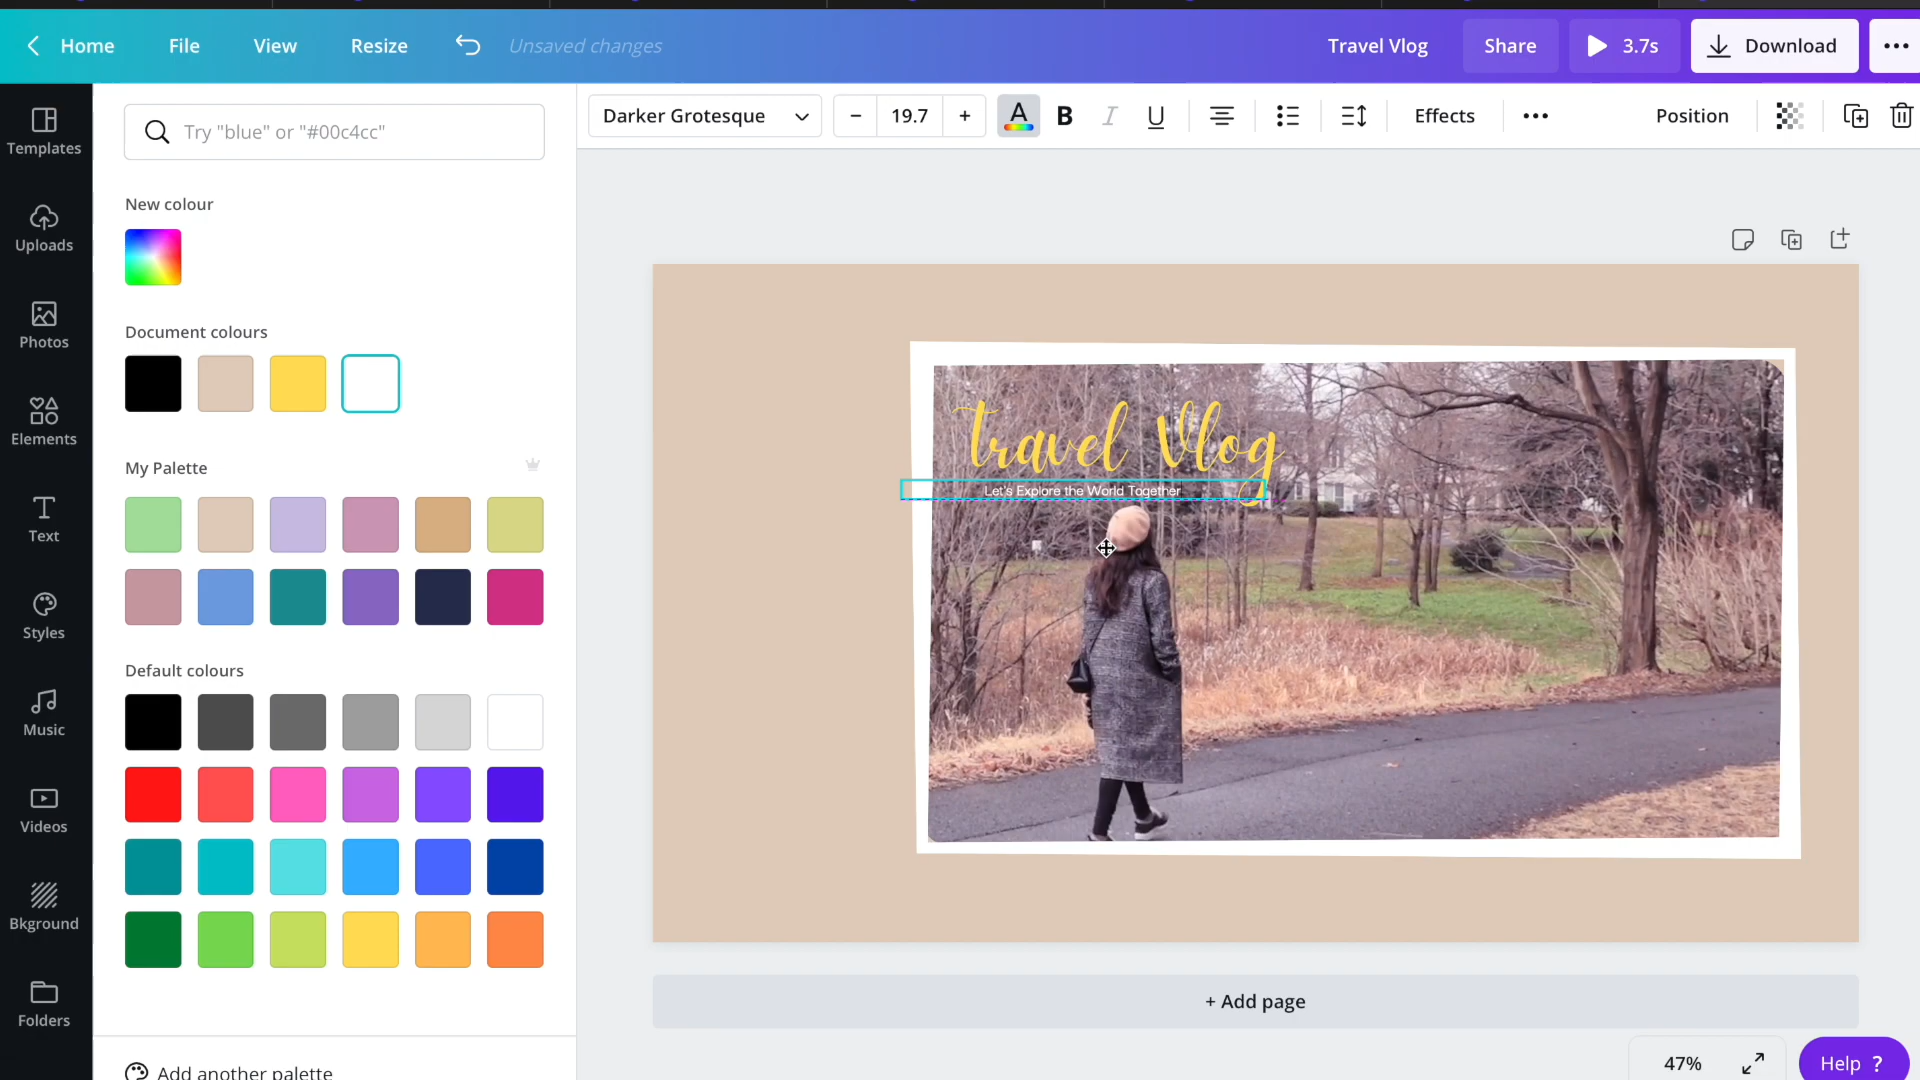 Home File View Resize Unsaved changes Travel Vlog Share 3.7s Download
Darker Grotesque − 19.7 + A B I U Effects Position
Templates
Uploads
Photos
Elements
Text
Styles
Music
Videos
Bkground
Folders
Try "blue" or "#00c4cc"
New colour
Document colours
My Palette
Default colours
Add another palette
Travel Vlog
Let's Explore the World Together
+ Add page
47%
Help ?